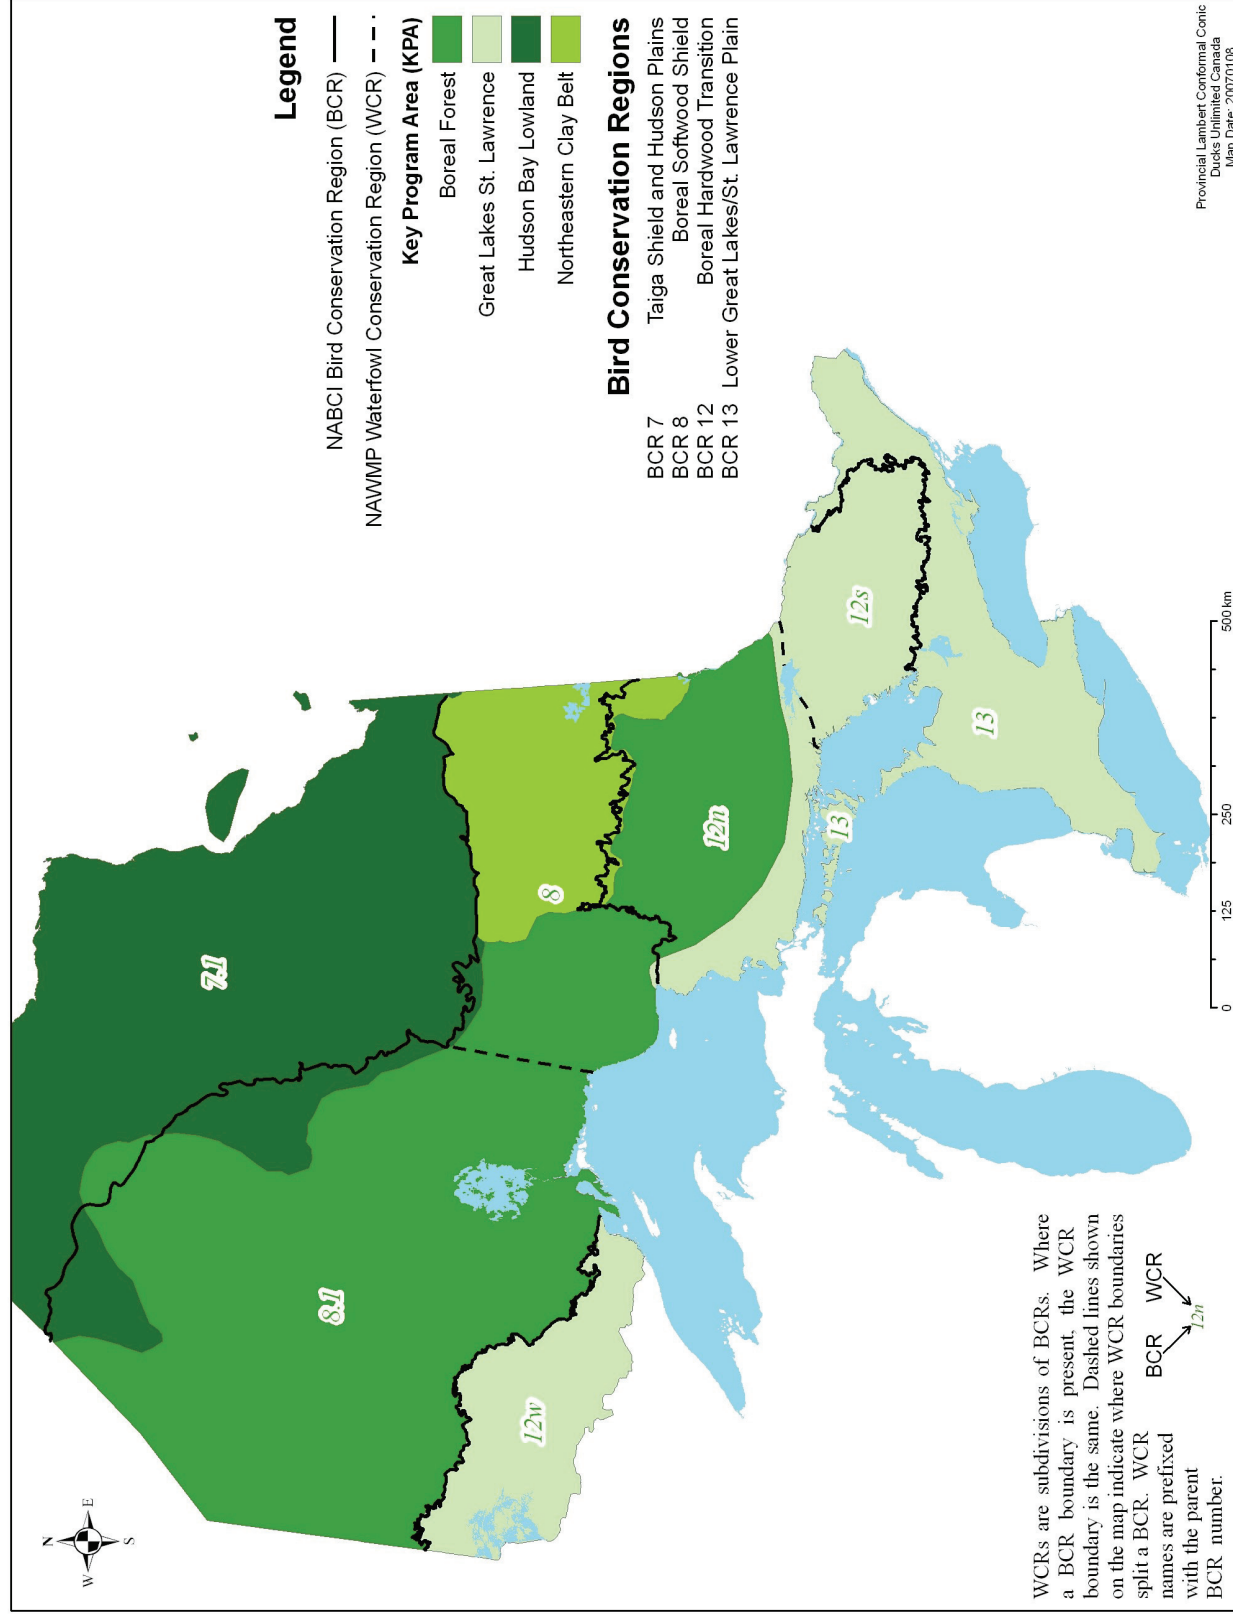 Legend
NABCI Bird Conservation Region (BCR)
NAWMP Waterfowl Conservation Region (WCR)
Key Program Area (KPA)
Boreal Forest
Great Lakes St. Lawrence
Hudson Bay Lowland
Northeastern Clay Belt
Bird Conservation Regions
BCR 7 Taiga Shield and Hudson Plains
BCR 8 Boreal Softwood Shield
BCR 12 Boreal Hardwood Transition
BCR 13 Lower Great Lakes/St. Lawrence Plain
N
W E
S
7.1
8.1
8
12w
12n
12s
13
13
WCRs are subdivisions of BCRs. Where
a BCR boundary is present, the WCR
boundary is the same. Dashed lines shown
on the map indicate where WCR boundaries
split a BCR. WCR
names are prefixed
with the parent
BCR number.
BCR WCR
12n
0 125 250 500 km
Provincial Lambert Conformal Conic
Ducks Unlimited Canada
Map Date: 20070108